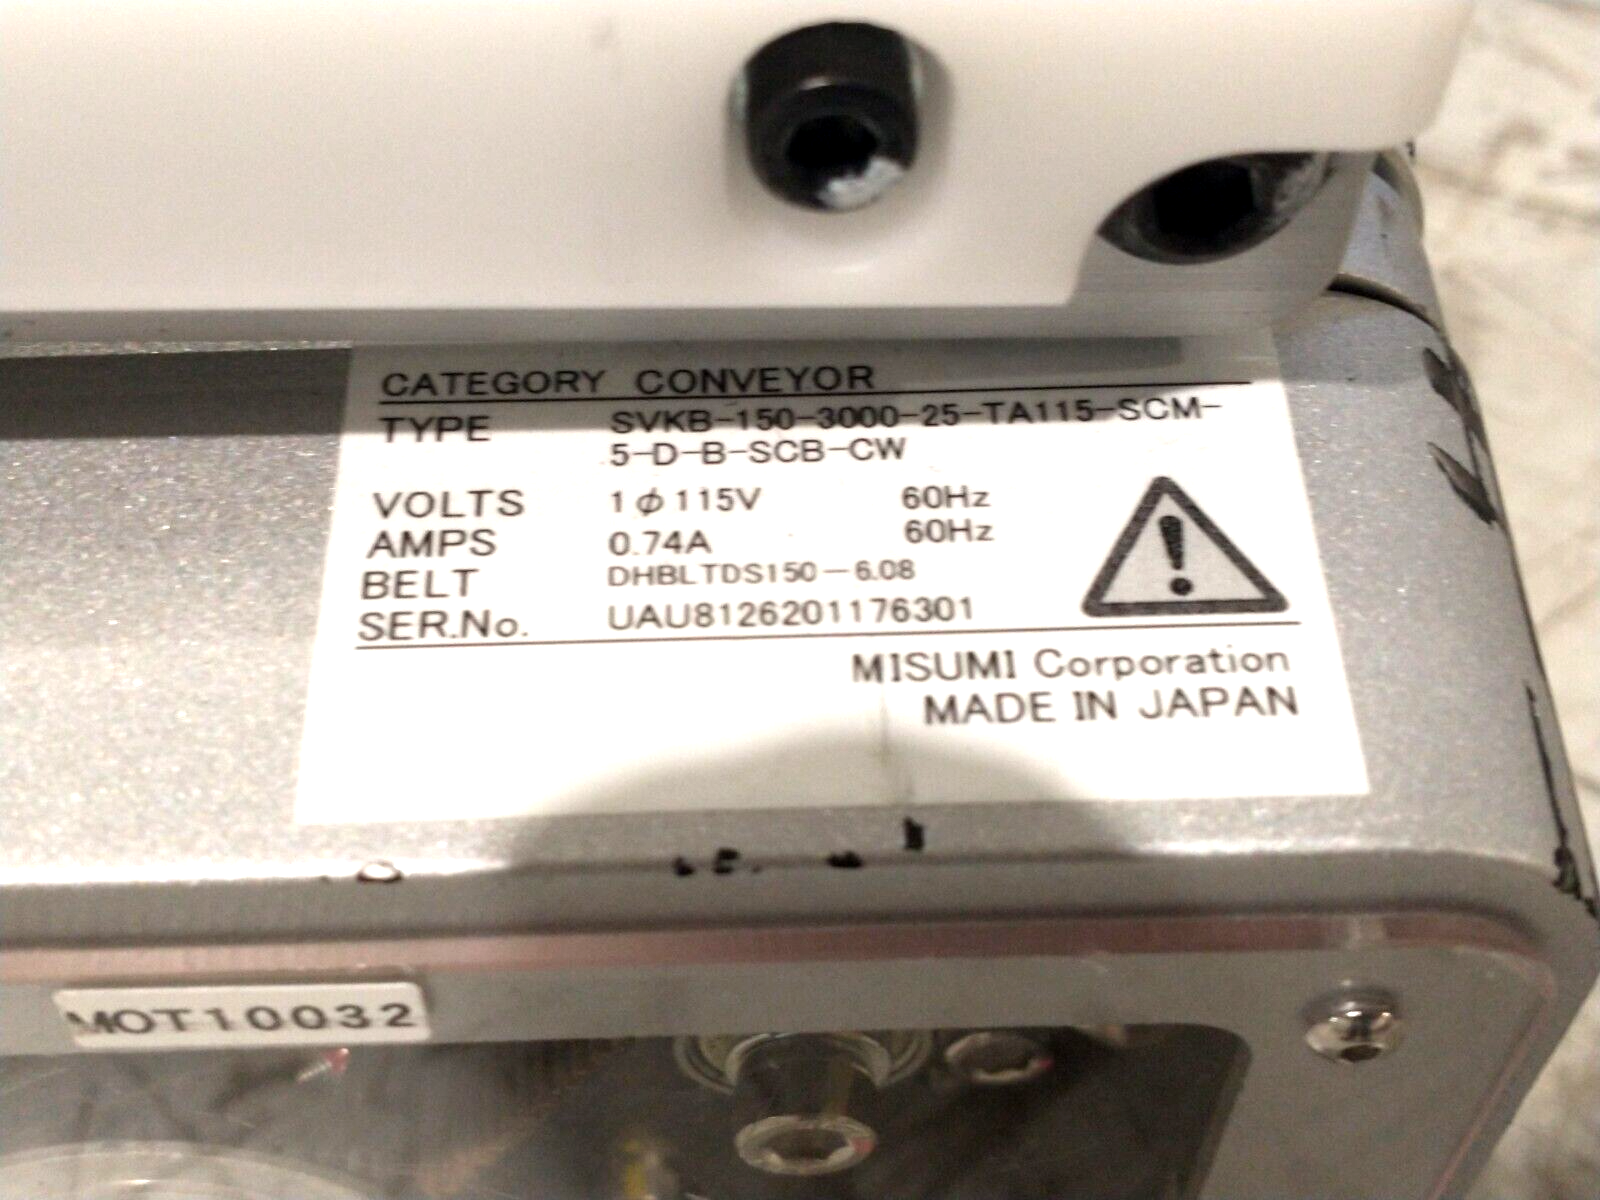 CATEGORY CONVEYOR
TYPE SVKB-150-3000-25-TA115-SCM-
5-D-B-SCB-CW
VOLTS 1φ115V 60Hz
AMPS 0.74A 60Hz
BELT DHBLTDS150-6.08
SER.No. UAU8126201176301
MISUMI Corporation
MADE IN JAPAN
MOT10032